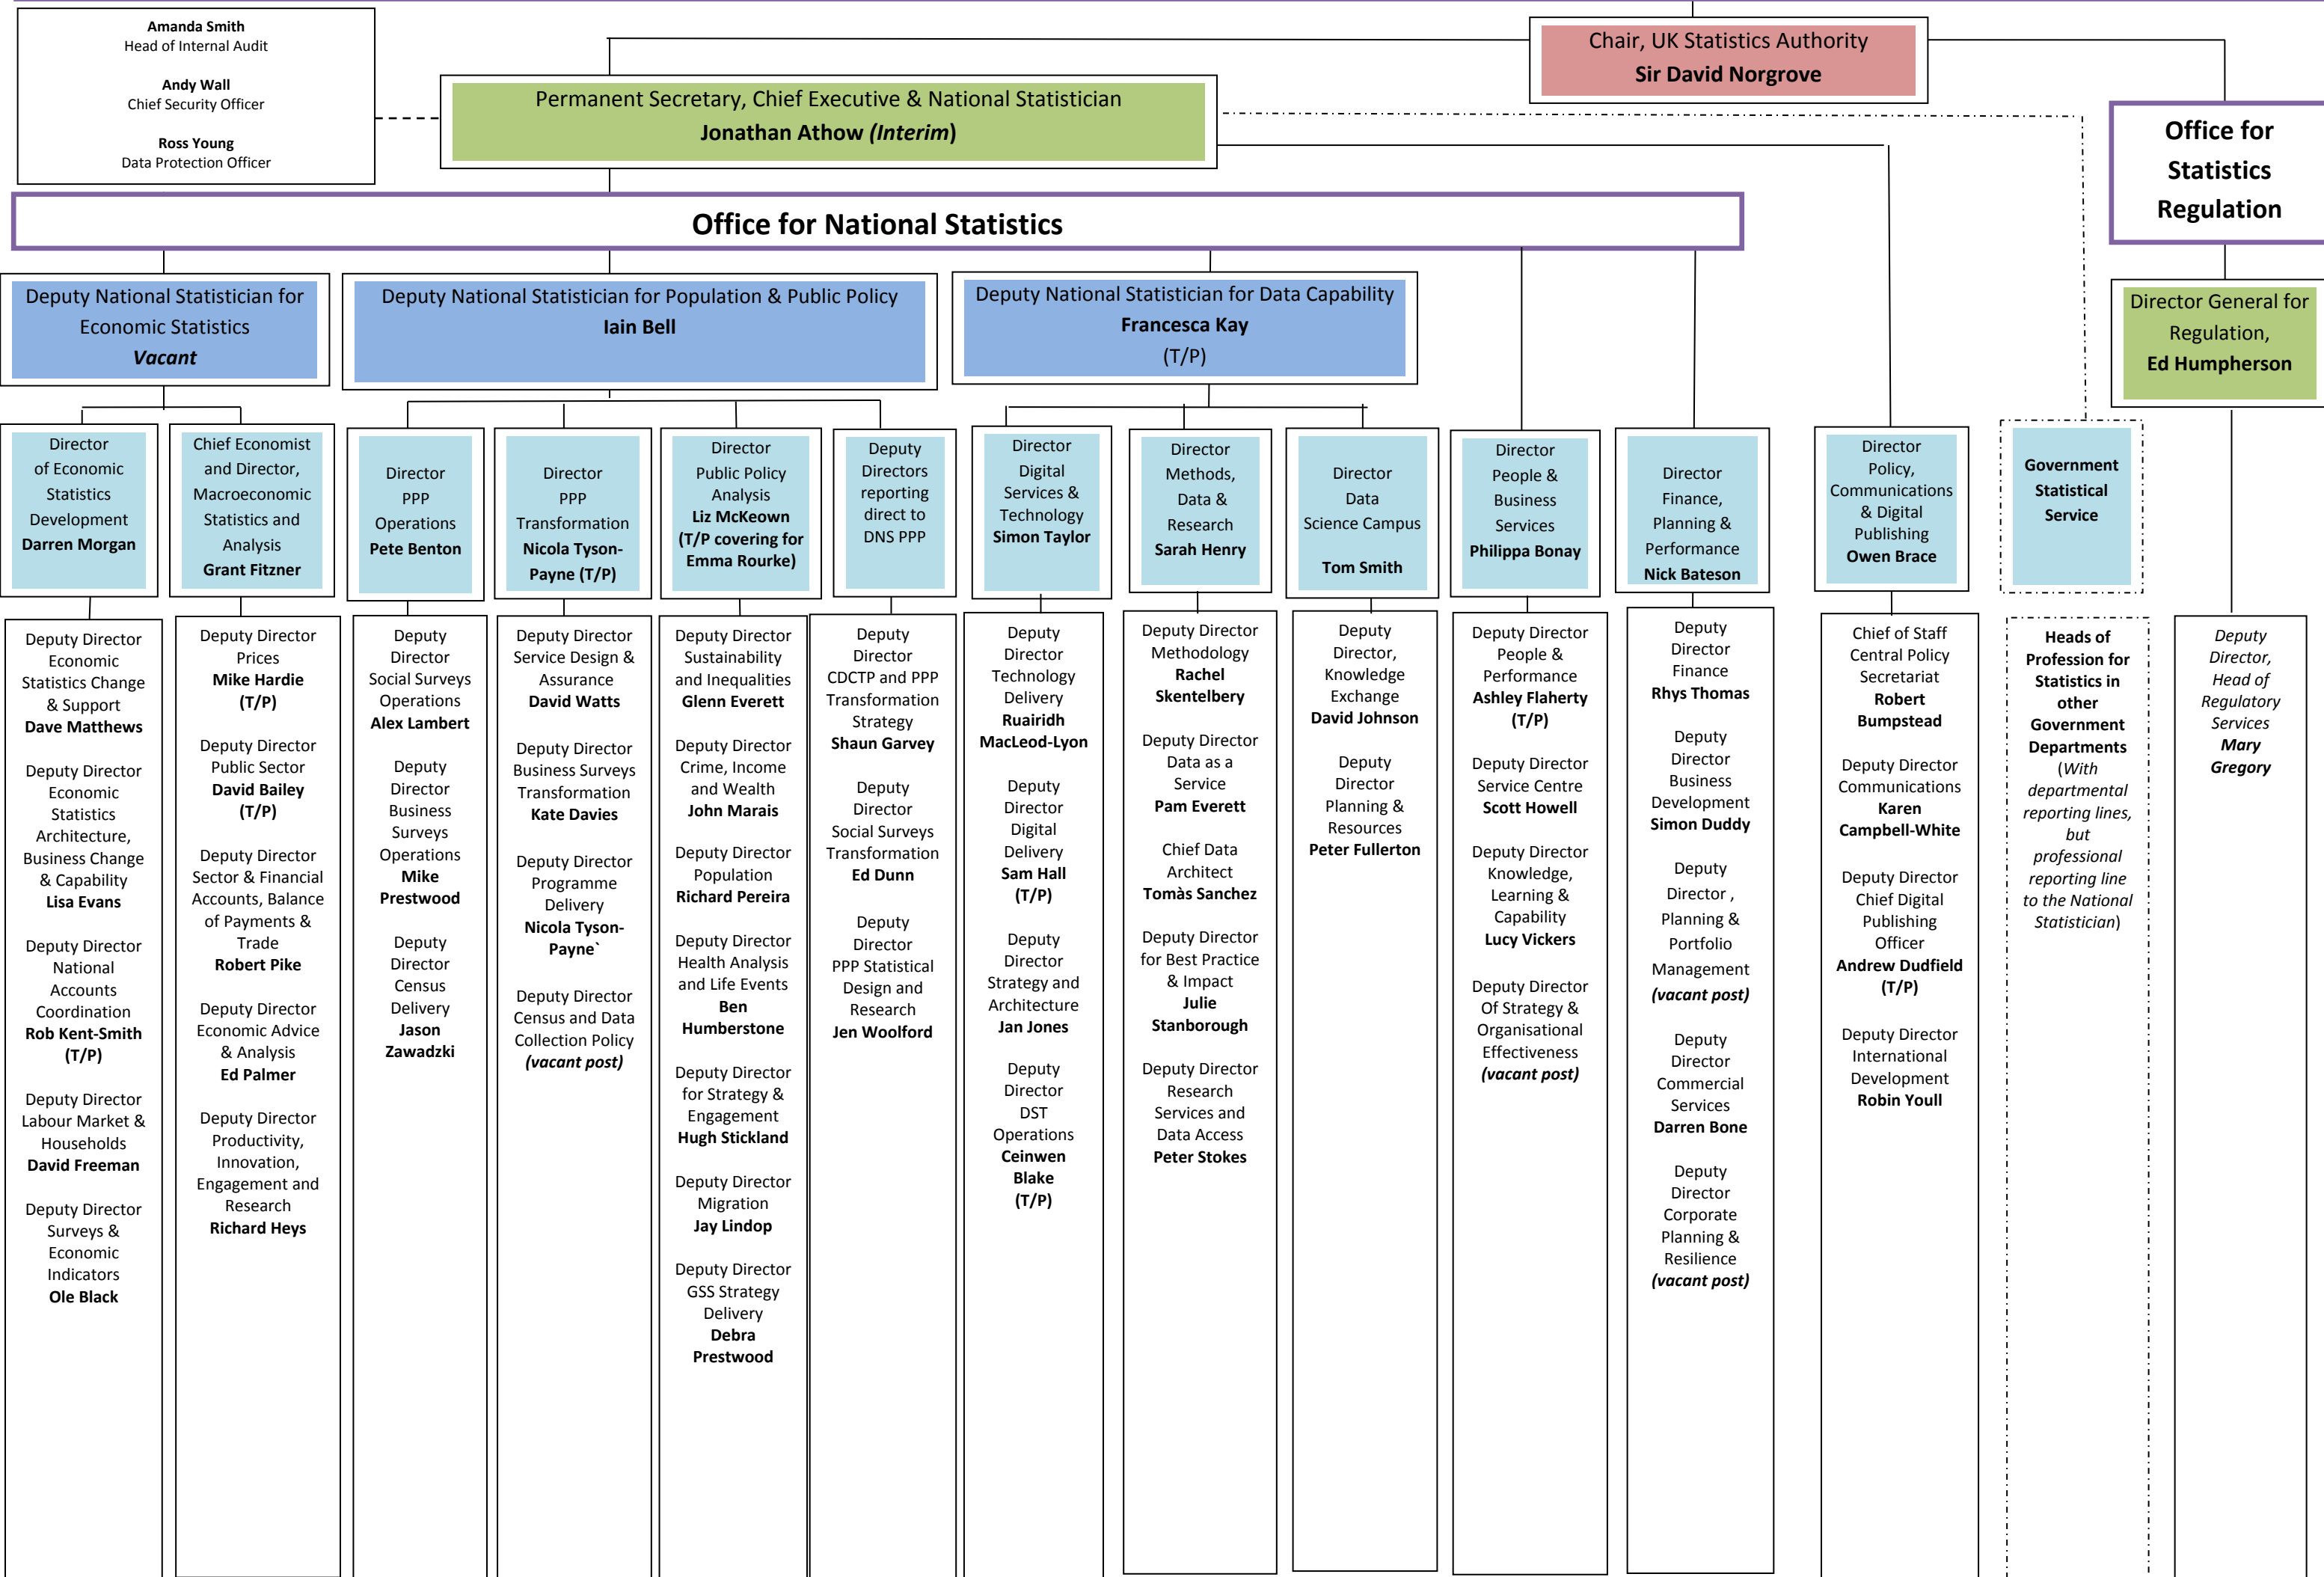 Amanda Smith
Head of Internal Audit
Andy Wall
Chief Security Officer
Ross Young
Data Protection Officer
Chair, UK Statistics Authority
Sir David Norgrove
Permanent Secretary, Chief Executive & National Statistician
Jonathan Athow (Interim)
Office for
Statistics
Regulation
Office for National Statistics
Deputy National Statistician for
Economic Statistics
Vacant
Deputy National Statistician for Population & Public Policy
Iain Bell
Deputy National Statistician for Data Capability
Francesca Kay
(T/P)
Director General for
Regulation,
Ed Humpherson
Director
of Economic
Statistics
Development
Darren Morgan
Chief Economist
and Director,
Macroeconomic
Statistics and
Analysis
Grant Fitzner
Director
PPP
Operations
Pete Benton
Director
PPP
Transformation
Nicola Tyson-
Payne (T/P)
Director
Public Policy
Analysis
Liz McKeown
(T/P covering for
Emma Rourke)
Deputy
Directors
reporting
direct to
DNS PPP
Director
Digital
Services &
Technology
Simon Taylor
Director
Methods,
Data &
Research
Sarah Henry
Director
Data
Science Campus
Tom Smith
Director
People &
Business
Services
Philippa Bonay
Director
Finance,
Planning &
Performance
Nick Bateson
Director
Policy,
Communications
& Digital
Publishing
Owen Brace
Government
Statistical
Service
Deputy Director
Economic
Statistics Change
& Support
Dave Matthews
Deputy Director
Economic
Statistics
Architecture,
Business Change
& Capability
Lisa Evans
Deputy Director
National
Accounts
Coordination
Rob Kent-Smith
(T/P)
Deputy Director
Labour Market &
Households
David Freeman
Deputy Director
Surveys &
Economic
Indicators
Ole Black
Deputy Director
Prices
Mike Hardie
(T/P)
Deputy Director
Public Sector
David Bailey
(T/P)
Deputy Director
Sector & Financial
Accounts, Balance
of Payments &
Trade
Robert Pike
Deputy Director
Economic Advice
& Analysis
Ed Palmer
Deputy Director
Productivity,
Innovation,
Engagement and
Research
Richard Heys
Deputy
Director
Social Surveys
Operations
Alex Lambert
Deputy
Director
Business
Surveys
Operations
Mike
Prestwood
Deputy
Director
Census
Delivery
Jason
Zawadzki
Deputy Director
Service Design &
Assurance
David Watts
Deputy Director
Business Surveys
Transformation
Kate Davies
Deputy Director
Programme
Delivery
Nicola Tyson-
Payne`
Deputy Director
Census and Data
Collection Policy
(vacant post)
Deputy Director
Sustainability
and Inequalities
Glenn Everett
Deputy Director
Crime, Income
and Wealth
John Marais
Deputy Director
Population
Richard Pereira
Deputy Director
Health Analysis
and Life Events
Ben
Humberstone
Deputy Director
for Strategy &
Engagement
Hugh Stickland
Deputy Director
Migration
Jay Lindop
Deputy Director
GSS Strategy
Delivery
Debra
Prestwood
Deputy
Director
CDCTP and PPP
Transformation
Strategy
Shaun Garvey
Deputy
Director
Social Surveys
Transformation
Ed Dunn
Deputy
Director
PPP Statistical
Design and
Research
Jen Woolford
Deputy
Director
Technology
Delivery
Ruairidh
MacLeod-Lyon
Deputy
Director
Digital
Delivery
Sam Hall
(T/P)
Deputy
Director
Strategy and
Architecture
Jan Jones
Deputy
Director
DST
Operations
Ceinwen
Blake
(T/P)
Deputy Director
Methodology
Rachel
Skentelbery
Deputy Director
Data as a
Service
Pam Everett
Chief Data
Architect
Tomàs Sanchez
Deputy Director
for Best Practice
& Impact
Julie
Stanborough
Deputy Director
Research
Services and
Data Access
Peter Stokes
Deputy
Director,
Knowledge
Exchange
David Johnson
Deputy
Director
Planning &
Resources
Peter Fullerton
Deputy Director
People &
Performance
Ashley Flaherty
(T/P)
Deputy Director
Service Centre
Scott Howell
Deputy Director
Knowledge,
Learning &
Capability
Lucy Vickers
Deputy Director
Of Strategy &
Organisational
Effectiveness
(vacant post)
Deputy
Director
Finance
Rhys Thomas
Deputy
Director
Business
Development
Simon Duddy
Deputy
Director ,
Planning &
Portfolio
Management
(vacant post)
Deputy
Director
Commercial
Services
Darren Bone
Deputy
Director
Corporate
Planning &
Resilience
(vacant post)
Chief of Staff
Central Policy
Secretariat
Robert
Bumpstead
Deputy Director
Communications
Karen
Campbell-White
Deputy Director
Chief Digital
Publishing
Officer
Andrew Dudfield
(T/P)
Deputy Director
International
Development
Robin Youll
Heads of
Profession for
Statistics in
other
Government
Departments
(With
departmental
reporting lines,
but
professional
reporting line
to the National
Statistician)
Deputy
Director,
Head of
Regulatory
Services
Mary
Gregory